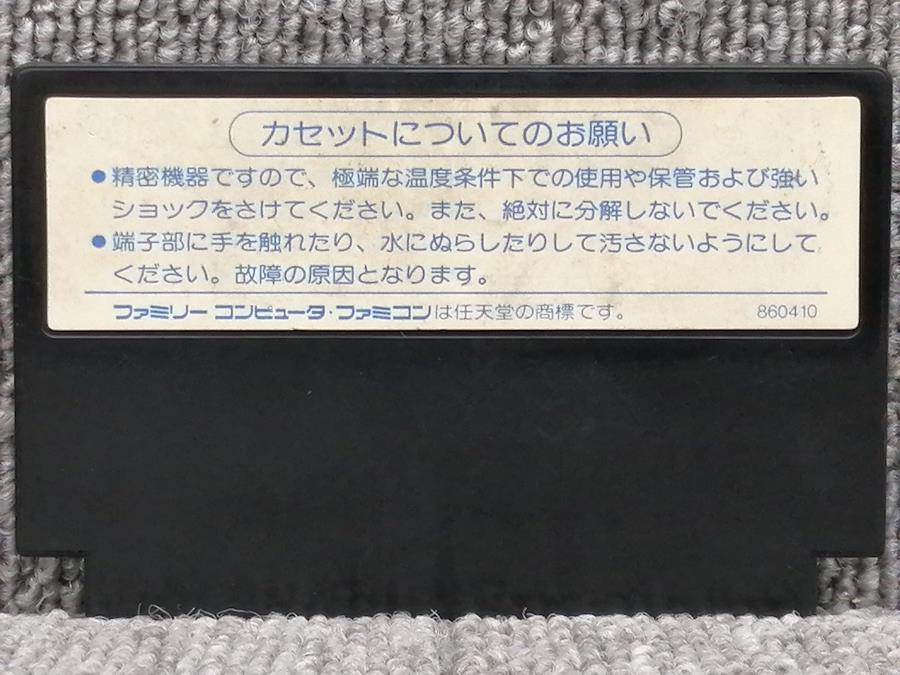 カセットについてのお願い
●精密機器ですので、極端な温度条件下での使用や保管および強い
ショックをさけてください。また、絶対に分解しないでください。
●端子部に手を触れたり、水にぬらしたりして汚さないようにして
ください。故障の原因となります。
ファミリー コンピュータ・ファミコンは任天堂の商標です。 860410